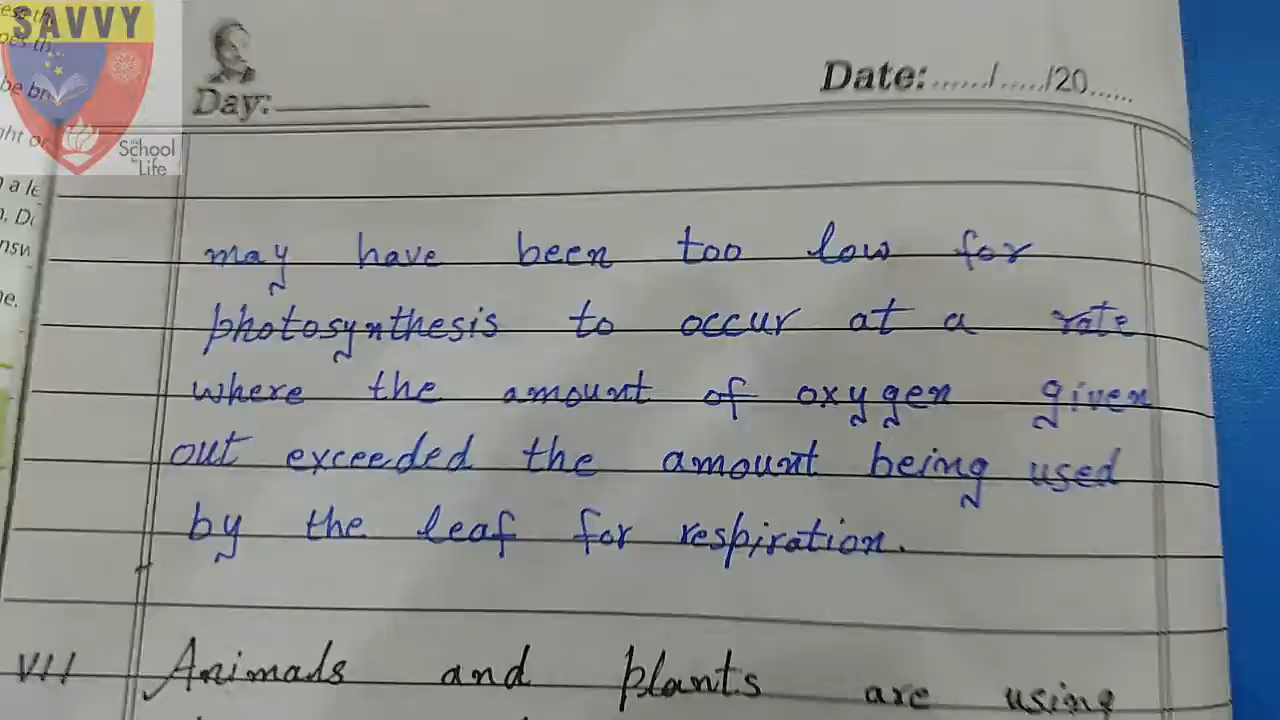 SAVVY
School
Life
Day:
Date:....../...../20......
may have been too low for
photosynthesis to occur at a rate
where the amount of oxygen given
out exceeded the amount being used
by the leaf for respiration.
VII Animals and plants are using